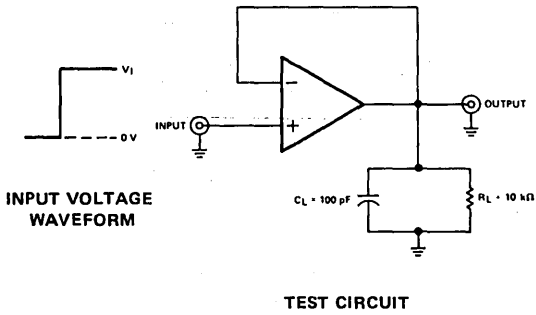 VI
0 V
INPUT VOLTAGE
WAVEFORM
INPUT
−
+
OUTPUT
CL = 100 pF
RL = 10 kΩ
TEST CIRCUIT